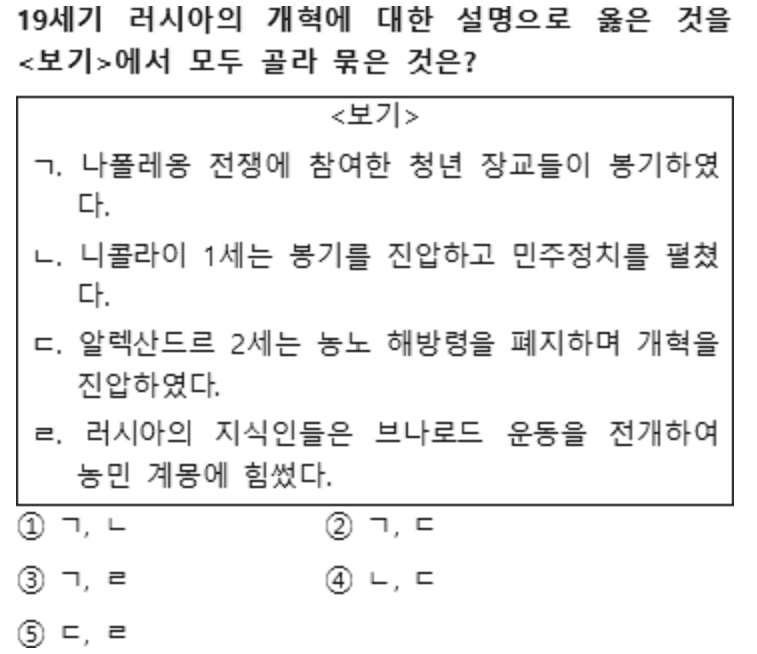 19세기 러시아의 개혁에 대한 설명으로 옳은 것을
<보기>에서 모두 골라 묶은 것은?
<보기>
ㄱ. 나폴레옹 전쟁에 참여한 청년 장교들이 봉기하였
다.
ㄴ. 니콜라이 1세는 봉기를 진압하고 민주정치를 펼쳤
다.
ㄷ. 알렉산드르 2세는 농노 해방령을 폐지하며 개혁을
진압하였다.
ㄹ. 러시아의 지식인들은 브나로드 운동을 전개하여
농민 계몽에 힘썼다.
① ㄱ, ㄴ ② ㄱ, ㄷ
③ ㄱ, ㄹ ④ ㄴ, ㄷ
⑤ ㄷ, ㄹ